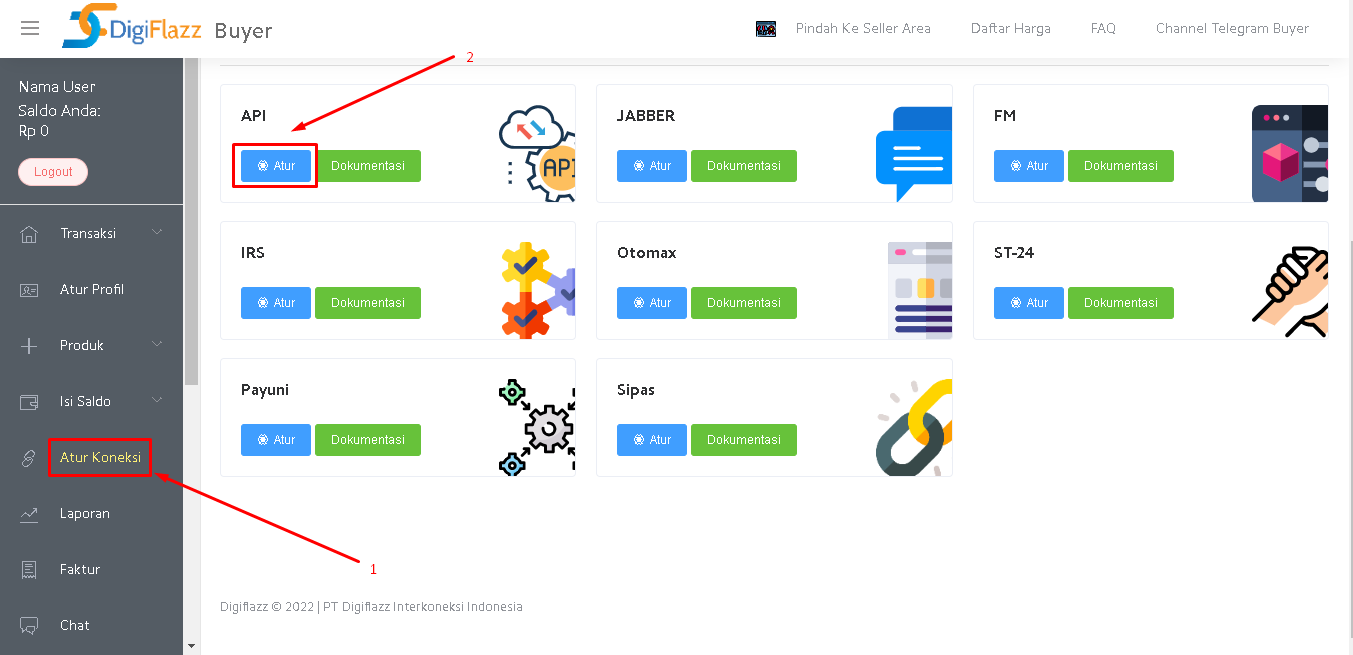 DigiFlazz Buyer
Pindah Ke Seller Area Daftar Harga FAQ Channel Telegram Buyer
Nama User
Saldo Anda:
Rp 0
Logout
Transaksi
Atur Profil
Produk
Isi Saldo
Atur Koneksi
Laporan
Faktur
Chat
2
1
API
Atur Dokumentasi
API
JABBER
Atur Dokumentasi
FM
Atur Dokumentasi
IRS
Atur Dokumentasi
Otomax
Atur Dokumentasi
ST-24
Atur Dokumentasi
Payuni
Atur Dokumentasi
Sipas
Atur Dokumentasi
Digiflazz © 2022 | PT Digiflazz Interkoneksi Indonesia